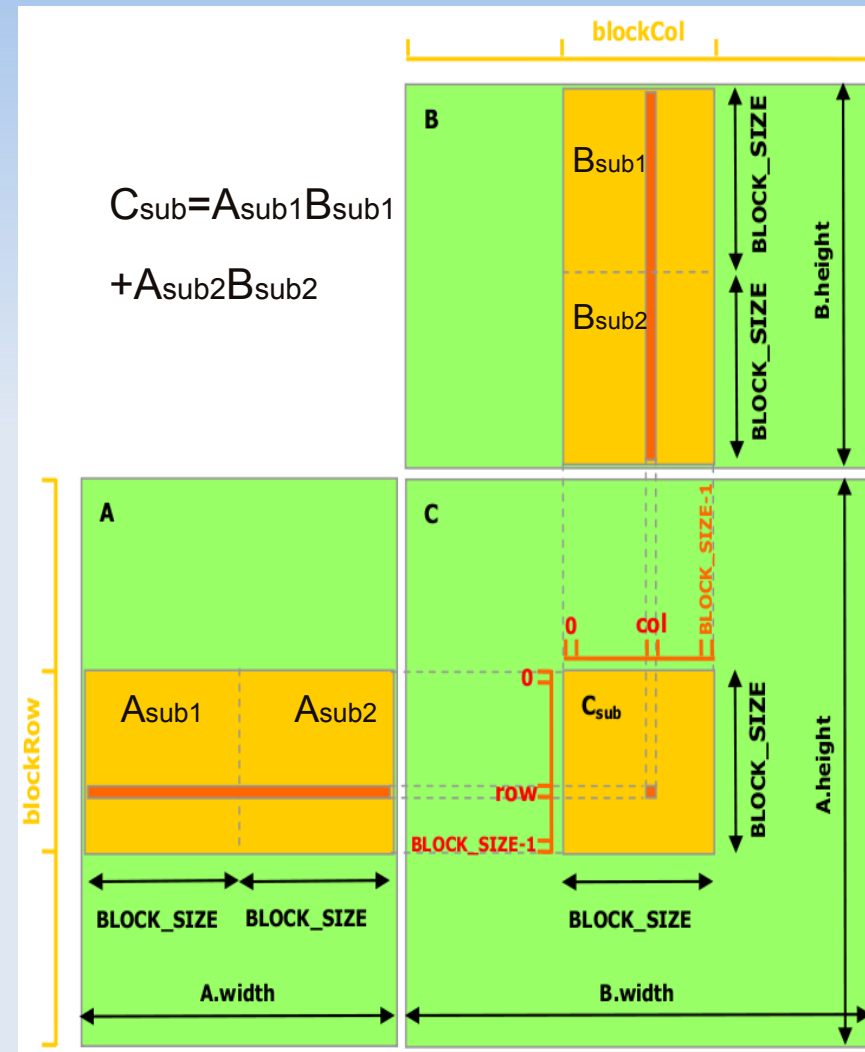 blockCol
B
Bsub1
Bsub2
BLOCK_SIZE
BLOCK_SIZE
B.height
Csub=Asub1Bsub1
+Asub2Bsub2
A
Asub1
Asub2
blockRow
BLOCK_SIZE
BLOCK_SIZE
A.width
C
BLOCK_SIZE-1
0
col
0
row
BLOCK_SIZE-1
Csub
BLOCK_SIZE
BLOCK_SIZE
A.height
B.width